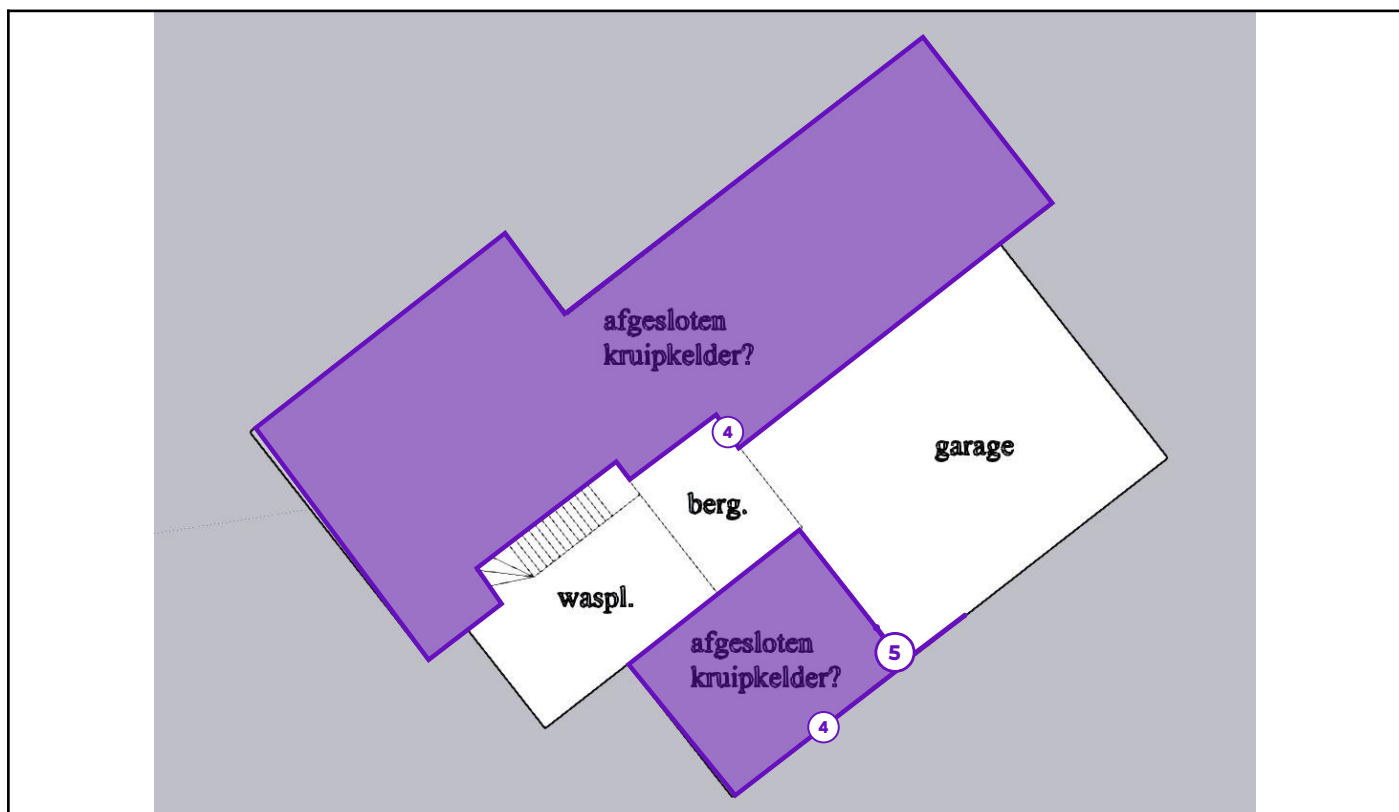 afgesloten
kruipkelder?
4
garage
berg.
waspl.
afgesloten
kruipkelder?
5
4